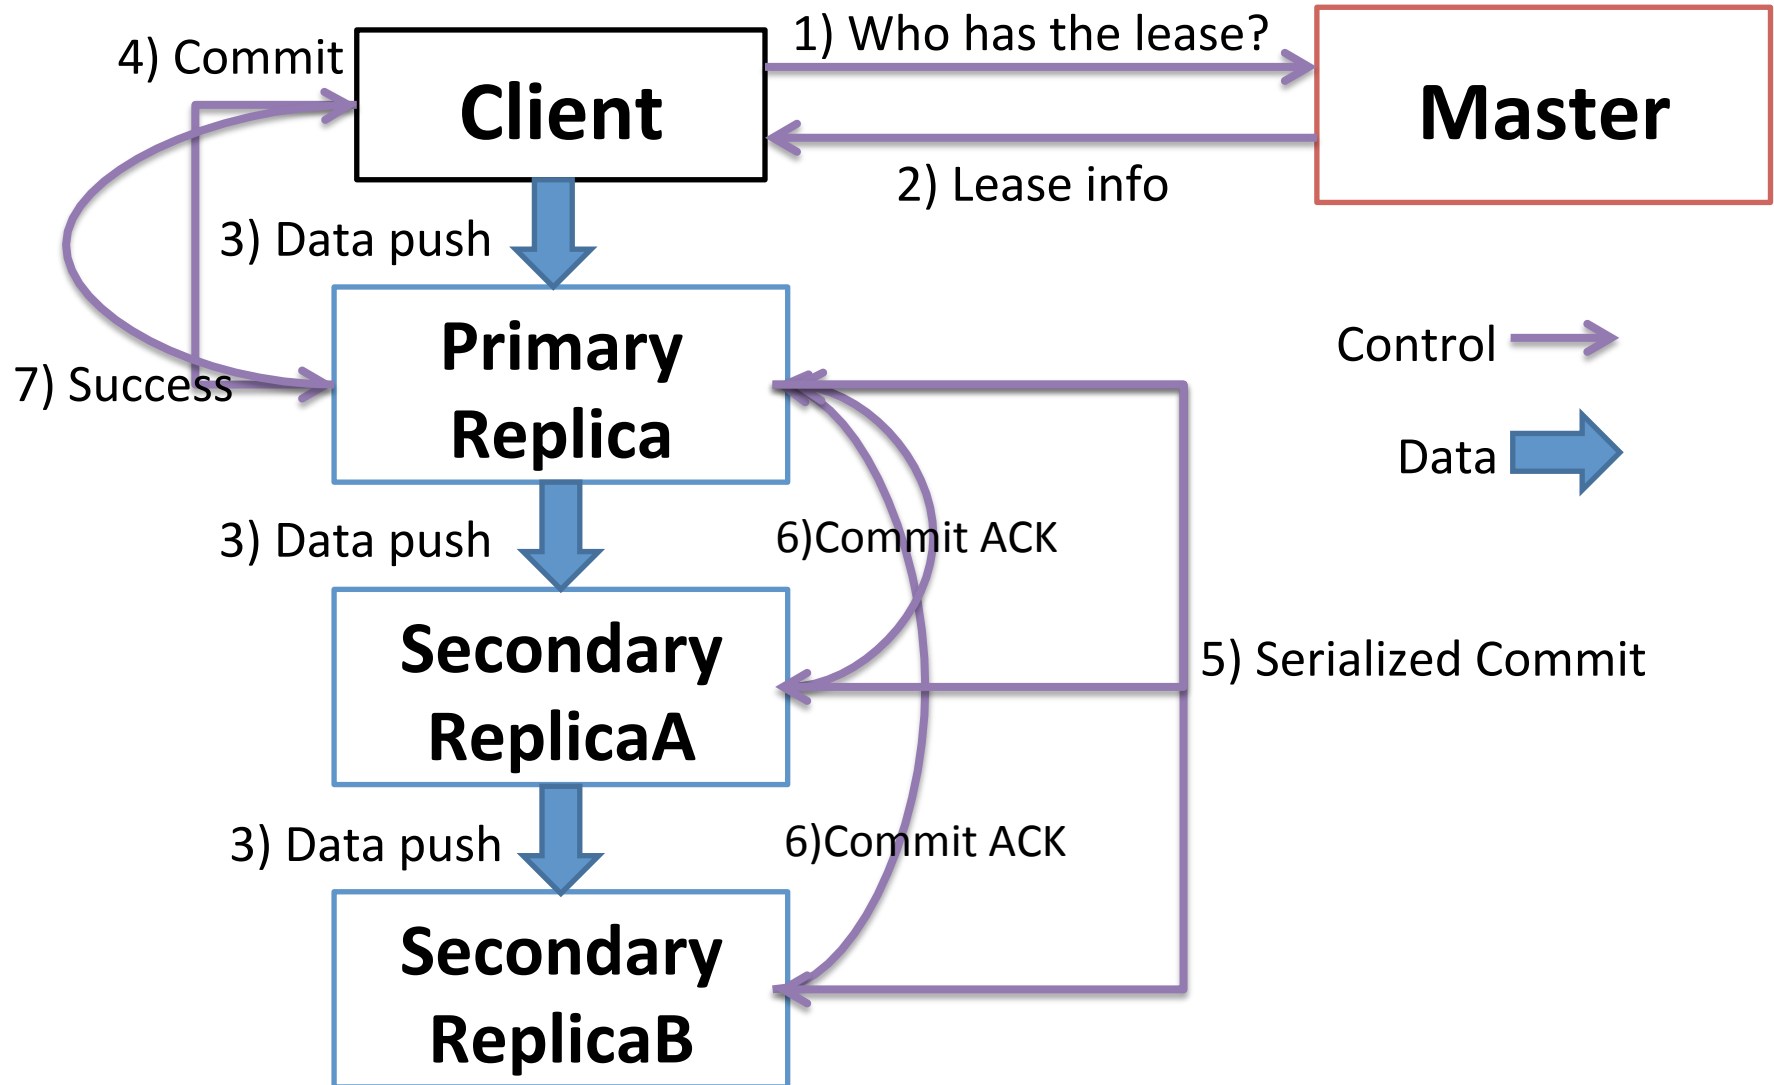 4) Commit
Client
1) Who has the lease?
Master
2) Lease info
3) Data push
Primary
Replica
7) Success
Control
Data
3) Data push
6)Commit ACK
Secondary
ReplicaA
5) Serialized Commit
3) Data push
6)Commit ACK
Secondary
ReplicaB